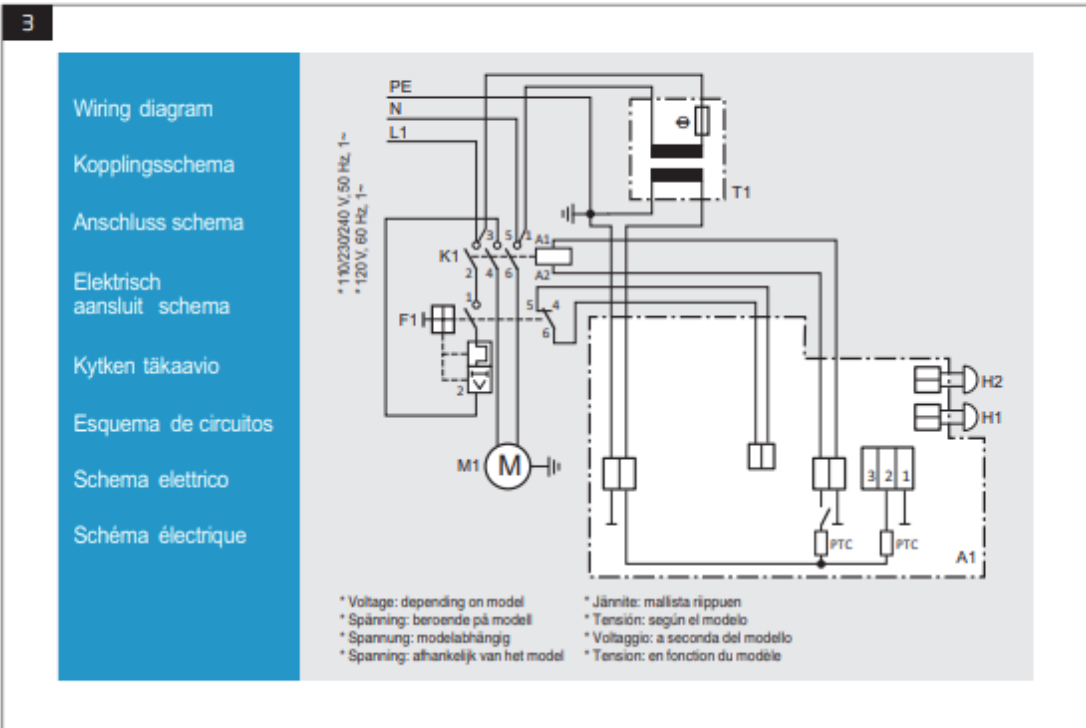 3
Wiring diagram
Kopplingsschema
Anschluss schema
Elektrisch
aansluit schema
Kytken täkaavio
Esquema de circuitos
Schema elettrico
Schéma électrique
PE
N
L1
* 110/230/240 V, 50 Hz, 1~
* 120 V, 60 Hz, 1~
T1
3 5 1 A1
K1
2 4 6 A2
1
5 4
F1
6
2
H2
H1
M1 M
3 2 1
PTC PTC
A1
* Voltage: depending on model
* Spänning: beroende på modell
* Spannung: modelabhängig
* Spanning: afhankelijk van het model
* Jännite: mallista riippuen
* Tensión: según el modelo
* Voltaggio: a seconda del modello
* Tension: en fonction du modèle